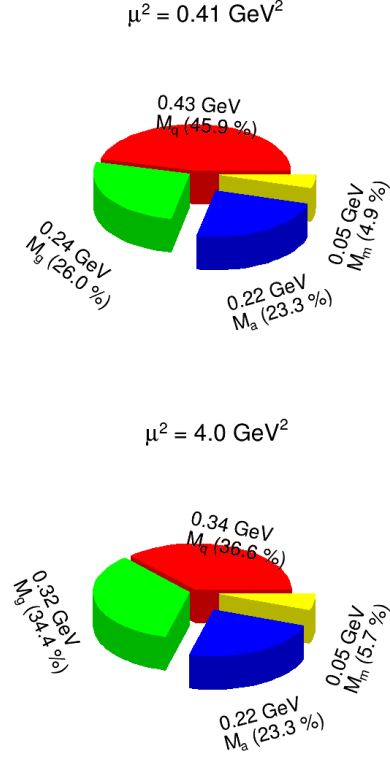 μ² = 0.41 GeV²
0.43 GeV
M_q (45.9 %)
0.24 GeV
M_g (26.0 %)
0.05 GeV
M_m (4.9 %)
0.22 GeV
M_a (23.3 %)
μ² = 4.0 GeV²
0.34 GeV
M_q (36.6 %)
0.32 GeV
M_g (34.4 %)
0.05 GeV
M_m (5.7 %)
0.22 GeV
M_a (23.3 %)